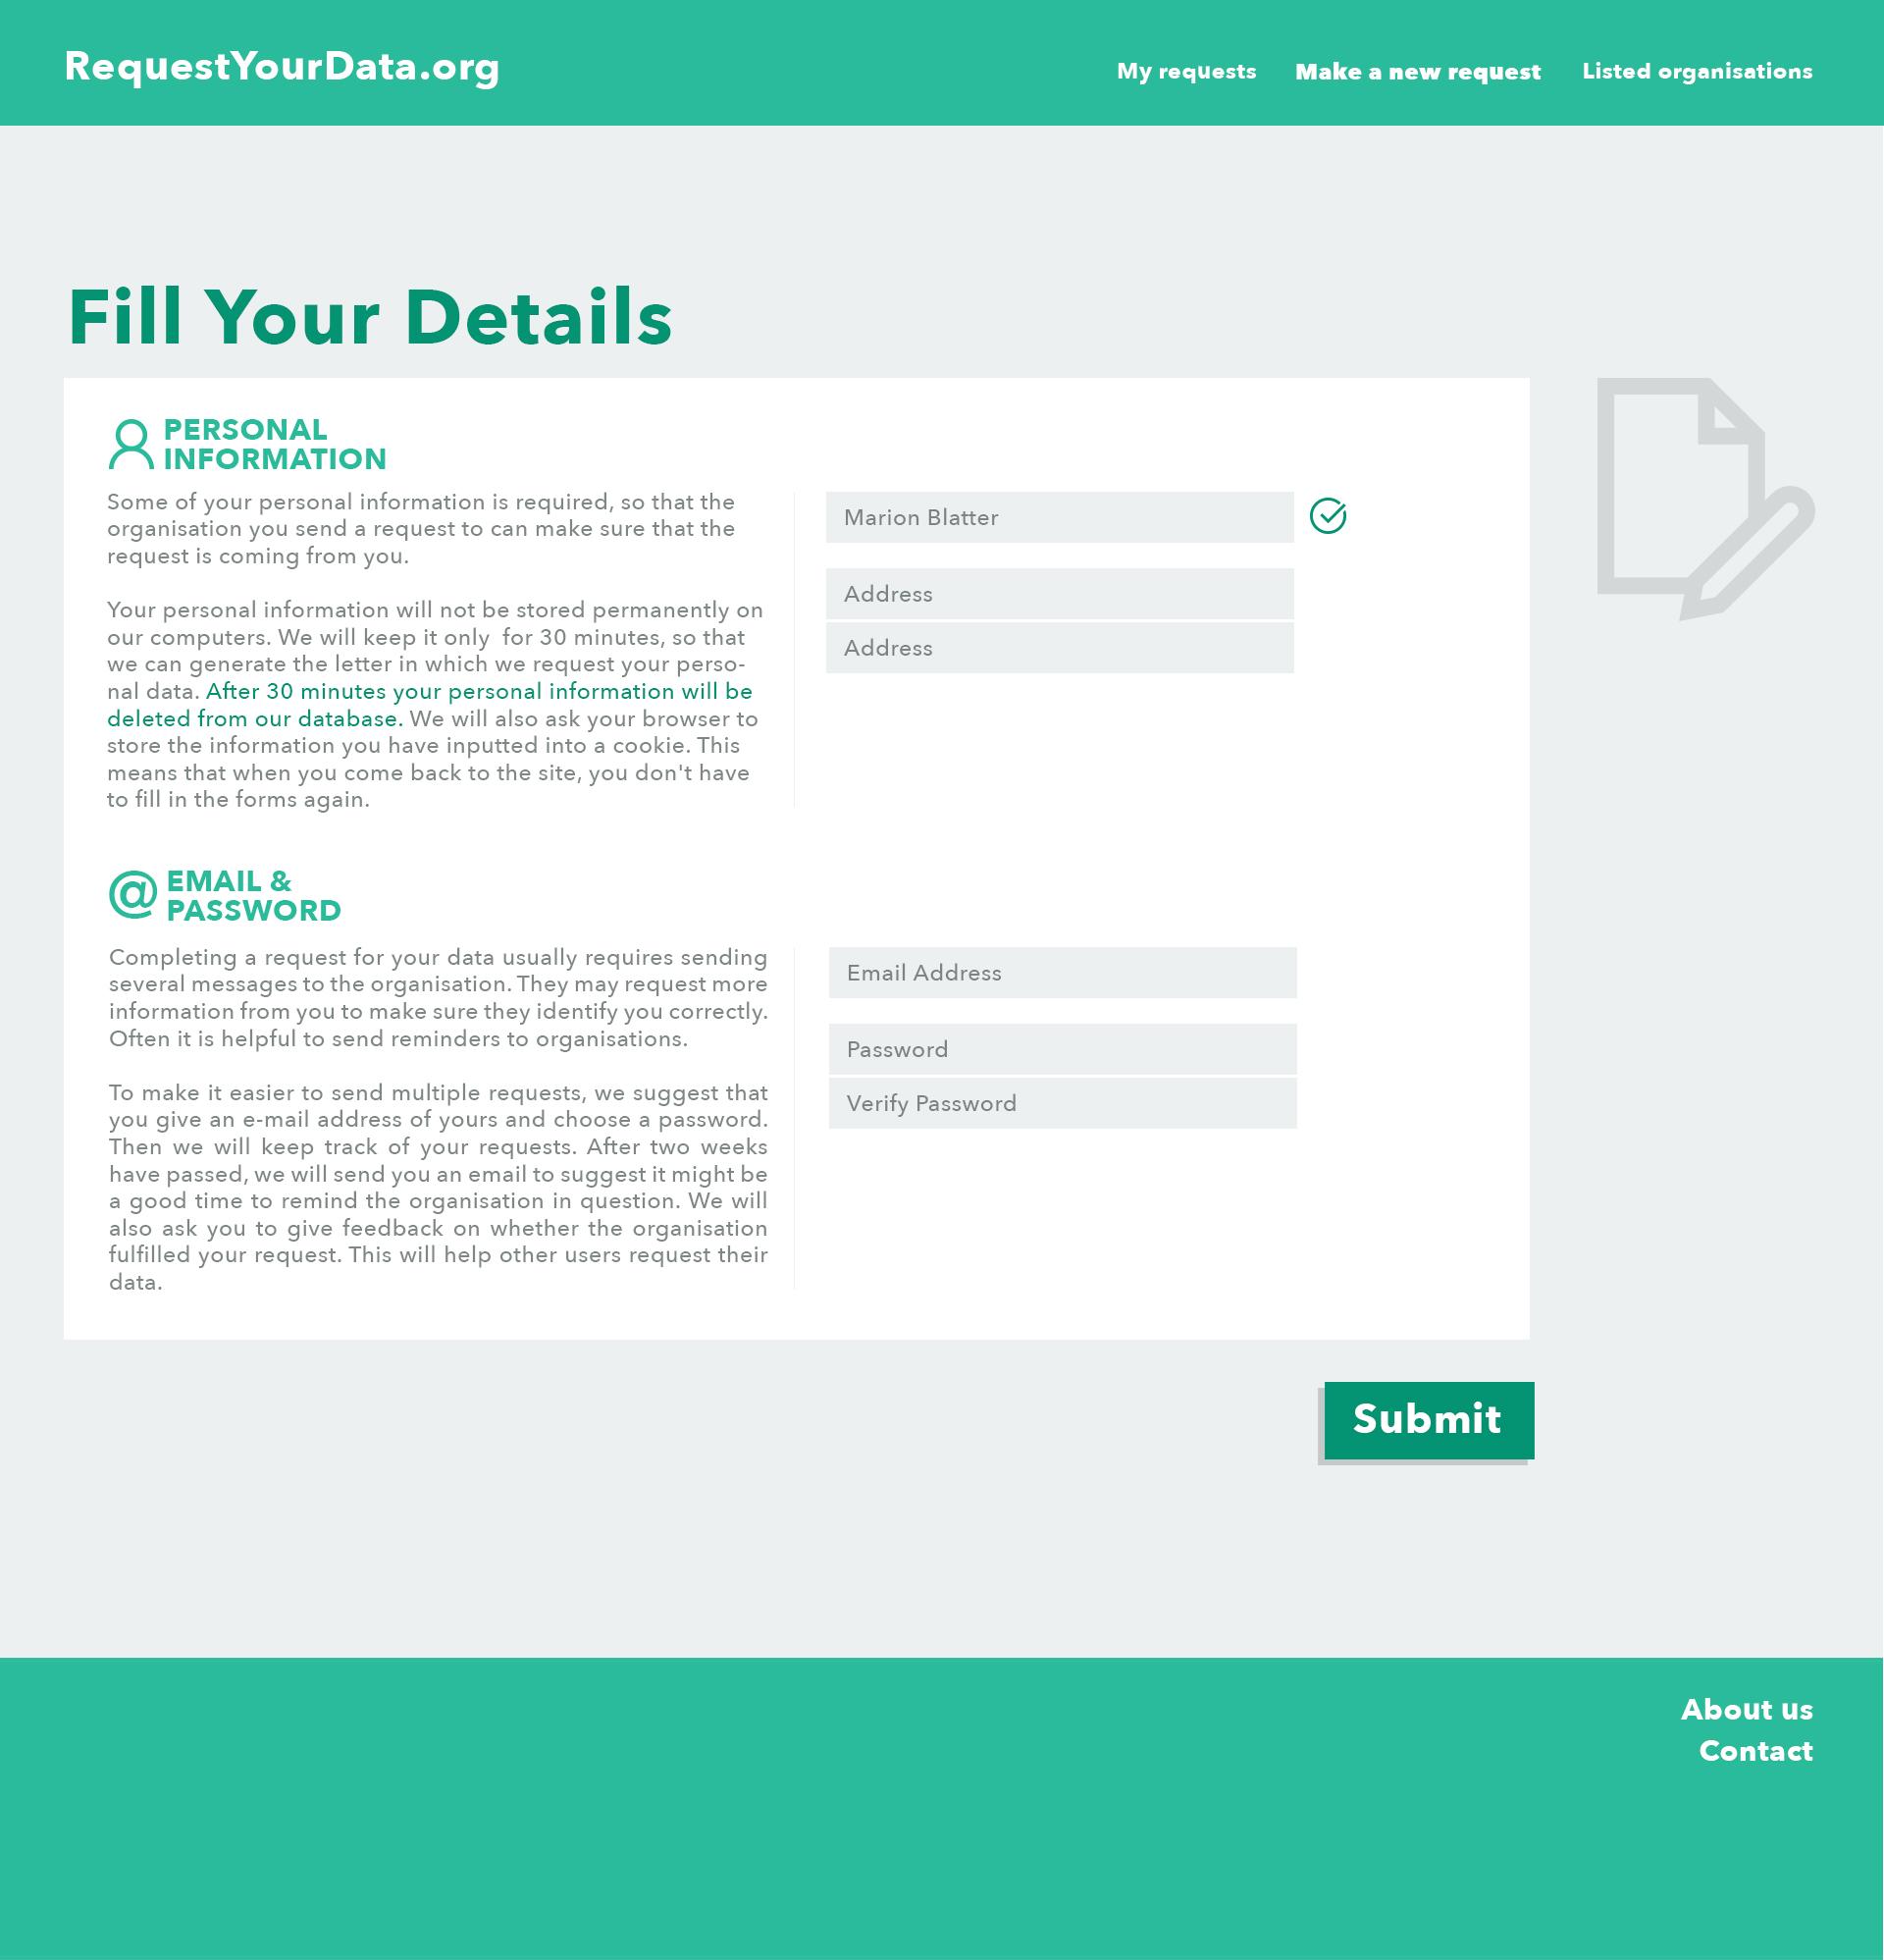 RequestYourData.org
My requests
Make a new request
Listed organisations
Fill Your Details
PERSONAL
INFORMATION
Some of your personal information is required, so that the
organisation you send a request to can make sure that the
request is coming from you.
Your personal information will not be stored permanently on
our computers. We will keep it only  for 30 minutes, so that
we can generate the letter in which we request your perso-
nal data. After 30 minutes your personal information will be
deleted from our database. We will also ask your browser to
store the information you have inputted into a cookie. This
means that when you come back to the site, you don't have
to fill in the forms again.
Marion Blatter
Address
Address
@ EMAIL &
PASSWORD
Completing a request for your data usually requires sending
several messages to the organisation. They may request more
information from you to make sure they identify you correctly.
Often it is helpful to send reminders to organisations.
To make it easier to send multiple requests, we suggest that
you give an e-mail address of yours and choose a password.
Then we will keep track of your requests. After two weeks
have passed, we will send you an email to suggest it might be
a good time to remind the organisation in question. We will
also ask you to give feedback on whether the organisation
fulfilled your request. This will help other users request their
data.
Email Address
Password
Verify Password
Submit
About us
Contact